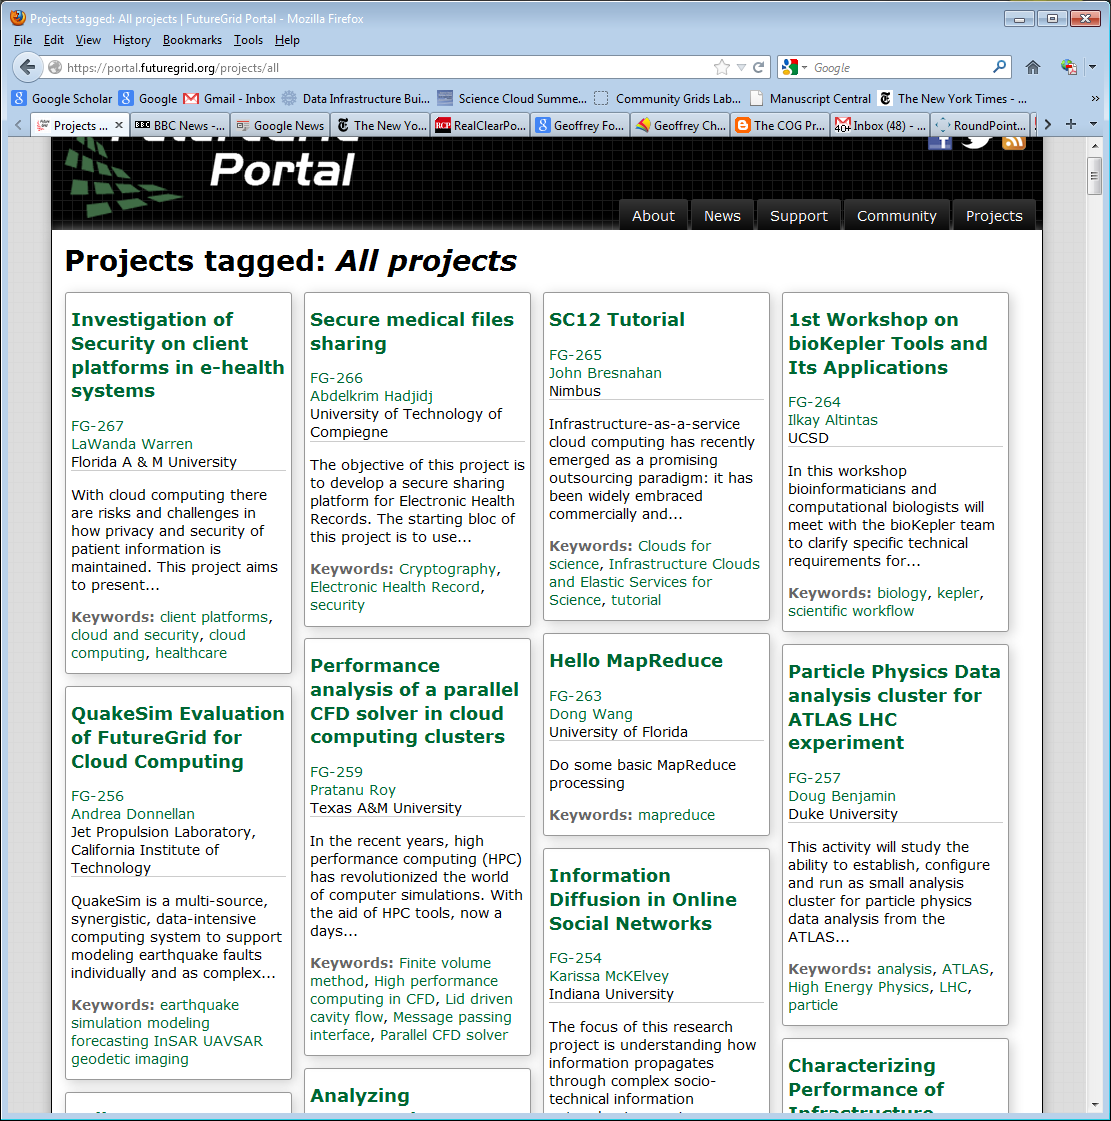 Projects tagged: All projects | FutureGrid Portal - Mozilla Firefox
File Edit View History Bookmarks Tools Help
https://portal.futuregrid.org/projects/all
Google
Google Scholar Google Gmail - Inbox Data Infrastructure Bui... Science Cloud Summe... Community Grids Lab... Manuscript Central The New York Times - ... »
Projects ... BBC News -... Google News The New Yo... RCP RealClearPo... Geoffrey Fo... Geoffrey Ch... The COG Pr... 40+ Inbox (48) - ... RoundPoint...
FutureGrid
Portal
About News Support Community Projects
Projects tagged: All projects
Investigation of
Security on client
platforms in e-health
systems
FG-267
LaWanda Warren
Florida A & M University
With cloud computing there
are risks and challenges in
how privacy and security of
patient information is
maintained. This project aims
to present...
Keywords: client platforms,
cloud and security, cloud
computing, healthcare
QuakeSim Evaluation
of FutureGrid for
Cloud Computing
FG-256
Andrea Donnellan
Jet Propulsion Laboratory,
California Institute of
Technology
QuakeSim is a multi-source,
synergistic, data-intensive
computing system to support
modeling earthquake faults
individually and as complex...
Keywords: earthquake
simulation modeling
forecasting InSAR UAVSAR
geodetic imaging
Secure medical files
sharing
FG-266
Abdelkrim Hadjidj
University of Technology of
Compiegne
The objective of this project is
to develop a secure sharing
platform for Electronic Health
Records. The starting bloc of
this project is to use...
Keywords: Cryptography,
Electronic Health Record,
security
Performance
analysis of a parallel
CFD solver in cloud
computing clusters
FG-259
Pratanu Roy
Texas A&M University
In the recent years, high
performance computing (HPC)
has revolutionized the world
of computer simulations. With
the aid of HPC tools, now a
days...
Keywords: Finite volume
method, High performance
computing in CFD, Lid driven
cavity flow, Message passing
interface, Parallel CFD solver
Analyzing
SC12 Tutorial
FG-265
John Bresnahan
Nimbus
Infrastructure-as-a-service
cloud computing has recently
emerged as a promising
outsourcing paradigm: it has
been widely embraced
commercially and...
Keywords: Clouds for
science, Infrastructure Clouds
and Elastic Services for
Science, tutorial
Hello MapReduce
FG-263
Dong Wang
University of Florida
Do some basic MapReduce
processing
Keywords: mapreduce
Information
Diffusion in Online
Social Networks
FG-254
Karissa McKElvey
Indiana University
The focus of this research
project is understanding how
information propagates
through complex socio-
technical information
1st Workshop on
bioKepler Tools and
Its Applications
FG-264
Ilkay Altintas
UCSD
In this workshop
bioinformaticians and
computational biologists will
meet with the bioKepler team
to clarify specific technical
requirements for...
Keywords: biology, kepler,
scientific workflow
Particle Physics Data
analysis cluster for
ATLAS LHC
experiment
FG-257
Doug Benjamin
Duke University
This activity will study the
ability to establish, configure
and run as small analysis
cluster for particle physics
data analysis from the
ATLAS...
Keywords: analysis, ATLAS,
High Energy Physics, LHC,
particle
Characterizing
Performance of
Infrastructure